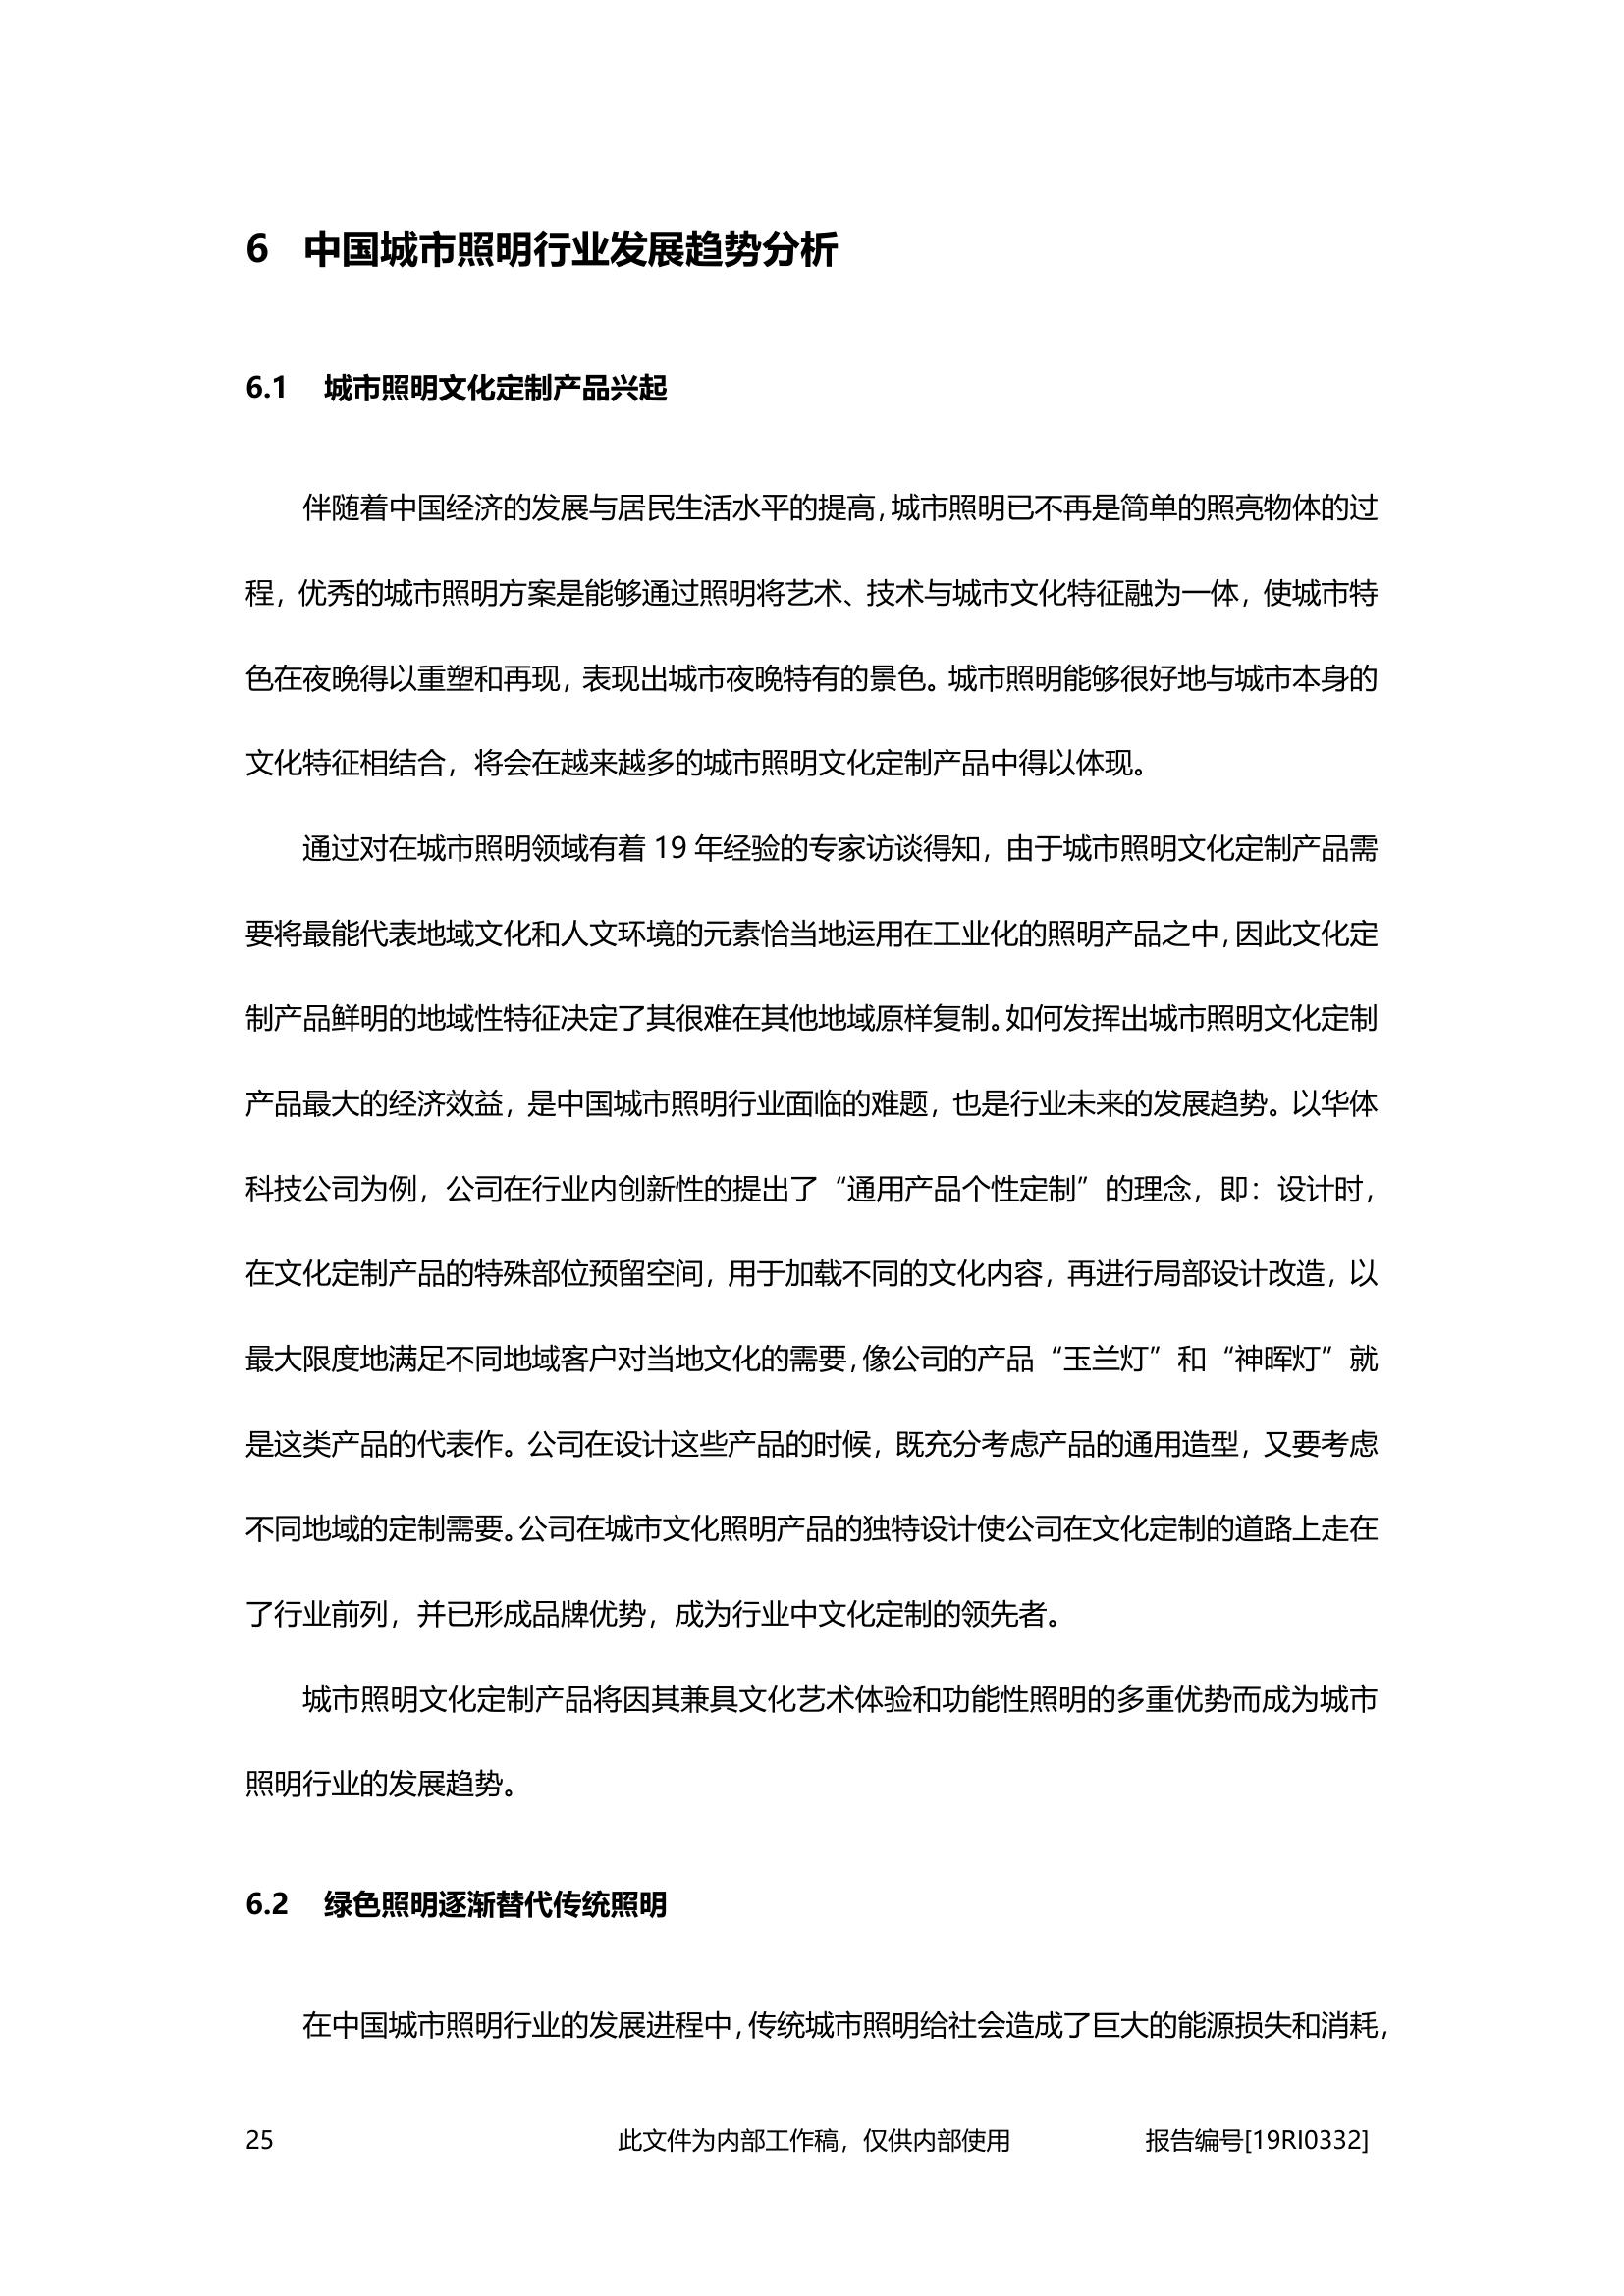 6 中国城市照明行业发展趋势分析
6.1 城市照明文化定制产品兴起
伴随着中国经济的发展与居民生活水平的提高，城市照明已不再是简单的照亮物体的过
程，优秀的城市照明方案是能够通过照明将艺术、技术与城市文化特征融为一体，使城市特
色在夜晚得以重塑和再现，表现出城市夜晚特有的景色。城市照明能够很好地与城市本身的
文化特征相结合，将会在越来越多的城市照明文化定制产品中得以体现。
通过对在城市照明领域有着 19 年经验的专家访谈得知，由于城市照明文化定制产品需
要将最能代表地域文化和人文环境的元素恰当地运用在工业化的照明产品之中，因此文化定
制产品鲜明的地域性特征决定了其很难在其他地域原样复制。如何发挥出城市照明文化定制
产品最大的经济效益，是中国城市照明行业面临的难题，也是行业未来的发展趋势。以华体
科技公司为例，公司在行业内创新性的提出了“通用产品个性定制”的理念，即：设计时，
在文化定制产品的特殊部位预留空间，用于加载不同的文化内容，再进行局部设计改造，以
最大限度地满足不同地域客户对当地文化的需要，像公司的产品“玉兰灯”和“神晖灯”就
是这类产品的代表作。公司在设计这些产品的时候，既充分考虑产品的通用造型，又要考虑
不同地域的定制需要。公司在城市文化照明产品的独特设计使公司在文化定制的道路上走在
了行业前列，并已形成品牌优势，成为行业中文化定制的领先者。
城市照明文化定制产品将因其兼具文化艺术体验和功能性照明的多重优势而成为城市
照明行业的发展趋势。
6.2 绿色照明逐渐替代传统照明
在中国城市照明行业的发展进程中，传统城市照明给社会造成了巨大的能源损失和消耗，
25 此文件为内部工作稿，仅供内部使用 报告编号[19RI0332]